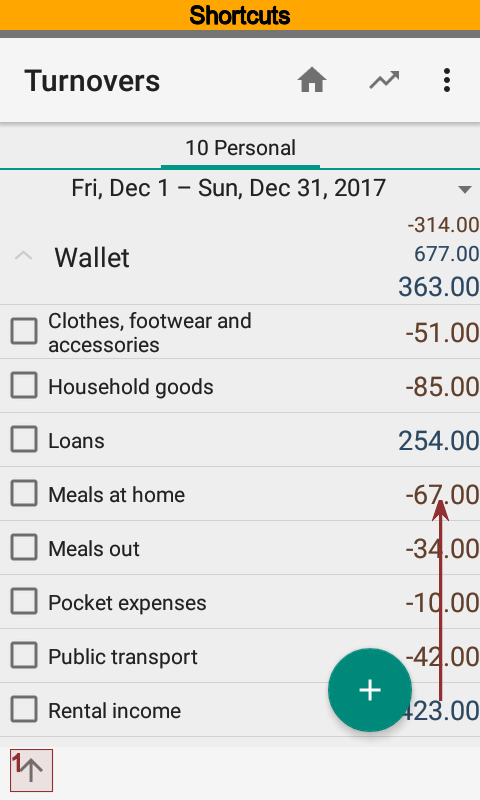 Shortcuts
Turnovers
10 Personal
Fri, Dec 1 – Sun, Dec 31, 2017
-314.00
Wallet
677.00
363.00
Clothes, footwear and
accessories
-51.00
Household goods
-85.00
Loans
254.00
Meals at home
-67.00
Meals out
-34.00
Pocket expenses
-10.00
Public transport
-42.00
Rental income
423.00
1